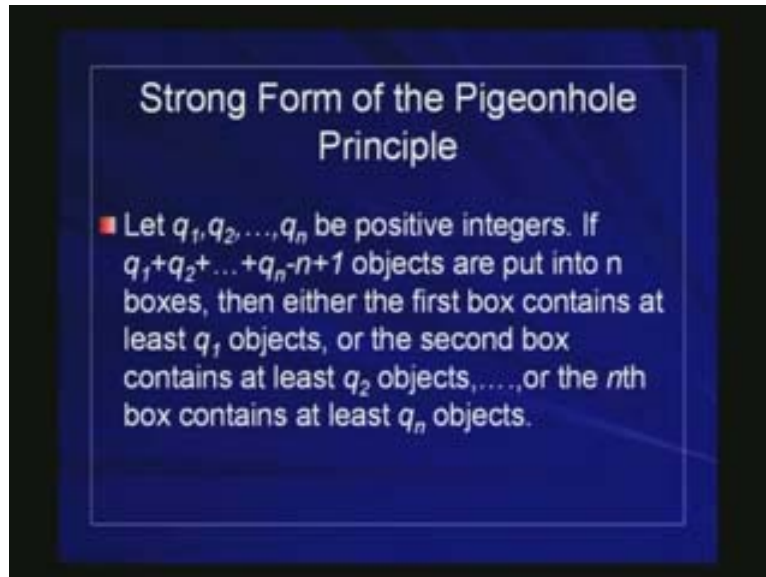 Strong Form of the Pigeonhole
Principle
Let q₁,q₂,…,qₙ be positive integers. If
q₁+q₂+…+qₙ-n+1 objects are put into n
boxes, then either the first box contains at
least q₁ objects, or the second box
contains at least q₂ objects,….,or the nth
box contains at least qₙ objects.